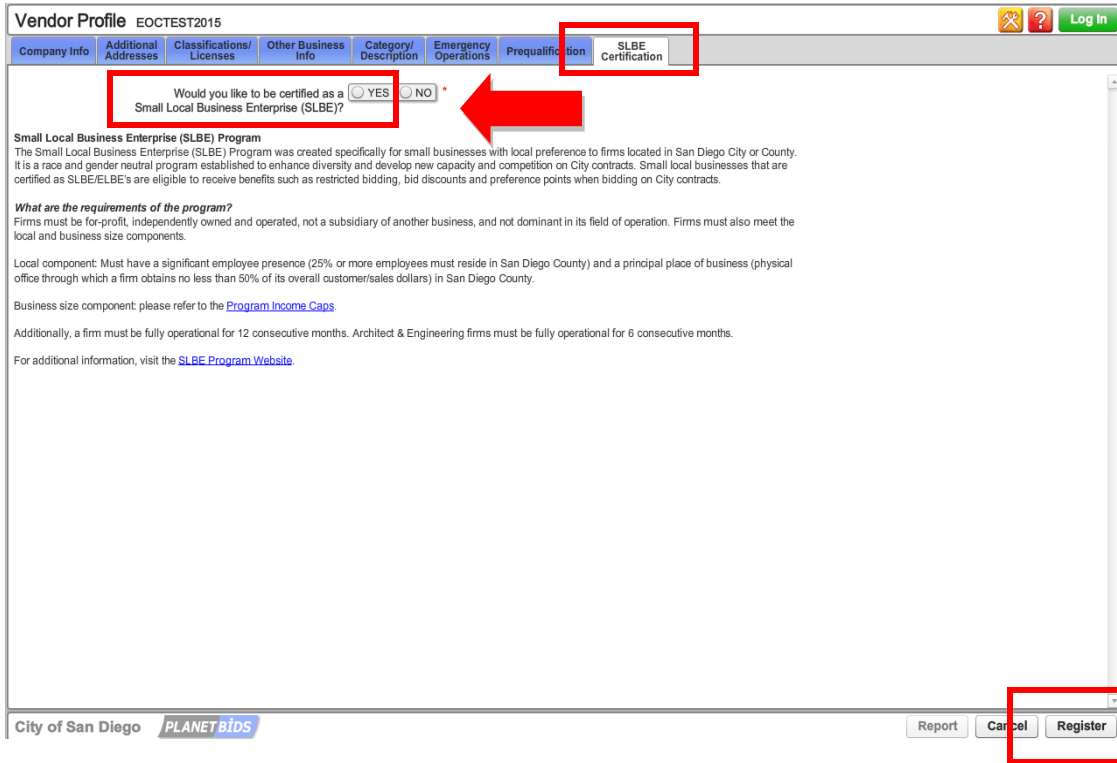 Vendor Profile EOCTEST2015
? Log In
Company Info Additional Addresses Classifications/ Licenses Other Business Info Category/ Description Emergency Operations Prequalification SLBE Certification
Would you like to be certified as a YES NO *
Small Local Business Enterprise (SLBE)?
Small Local Business Enterprise (SLBE) Program
The Small Local Business Enterprise (SLBE) Program was created specifically for small businesses with local preference to firms located in San Diego City or County.
It is a race and gender neutral program established to enhance diversity and develop new capacity and competition on City contracts. Small local businesses that are
certified as SLBE/ELBE's are eligible to receive benefits such as restricted bidding, bid discounts and preference points when bidding on City contracts.
What are the requirements of the program?
Firms must be for-profit, independently owned and operated, not a subsidiary of another business, and not dominant in its field of operation. Firms must also meet the
local and business size components.
Local component: Must have a significant employee presence (25% or more employees must reside in San Diego County) and a principal place of business (physical
office through which a firm obtains no less than 50% of its overall customer/sales dollars) in San Diego County.
Business size component: please refer to the Program Income Caps.
Additionally, a firm must be fully operational for 12 consecutive months. Architect & Engineering firms must be fully operational for 6 consecutive months.
For additional information, visit the SLBE Program Website.
City of San Diego PLANETBIDS Report Cancel Register